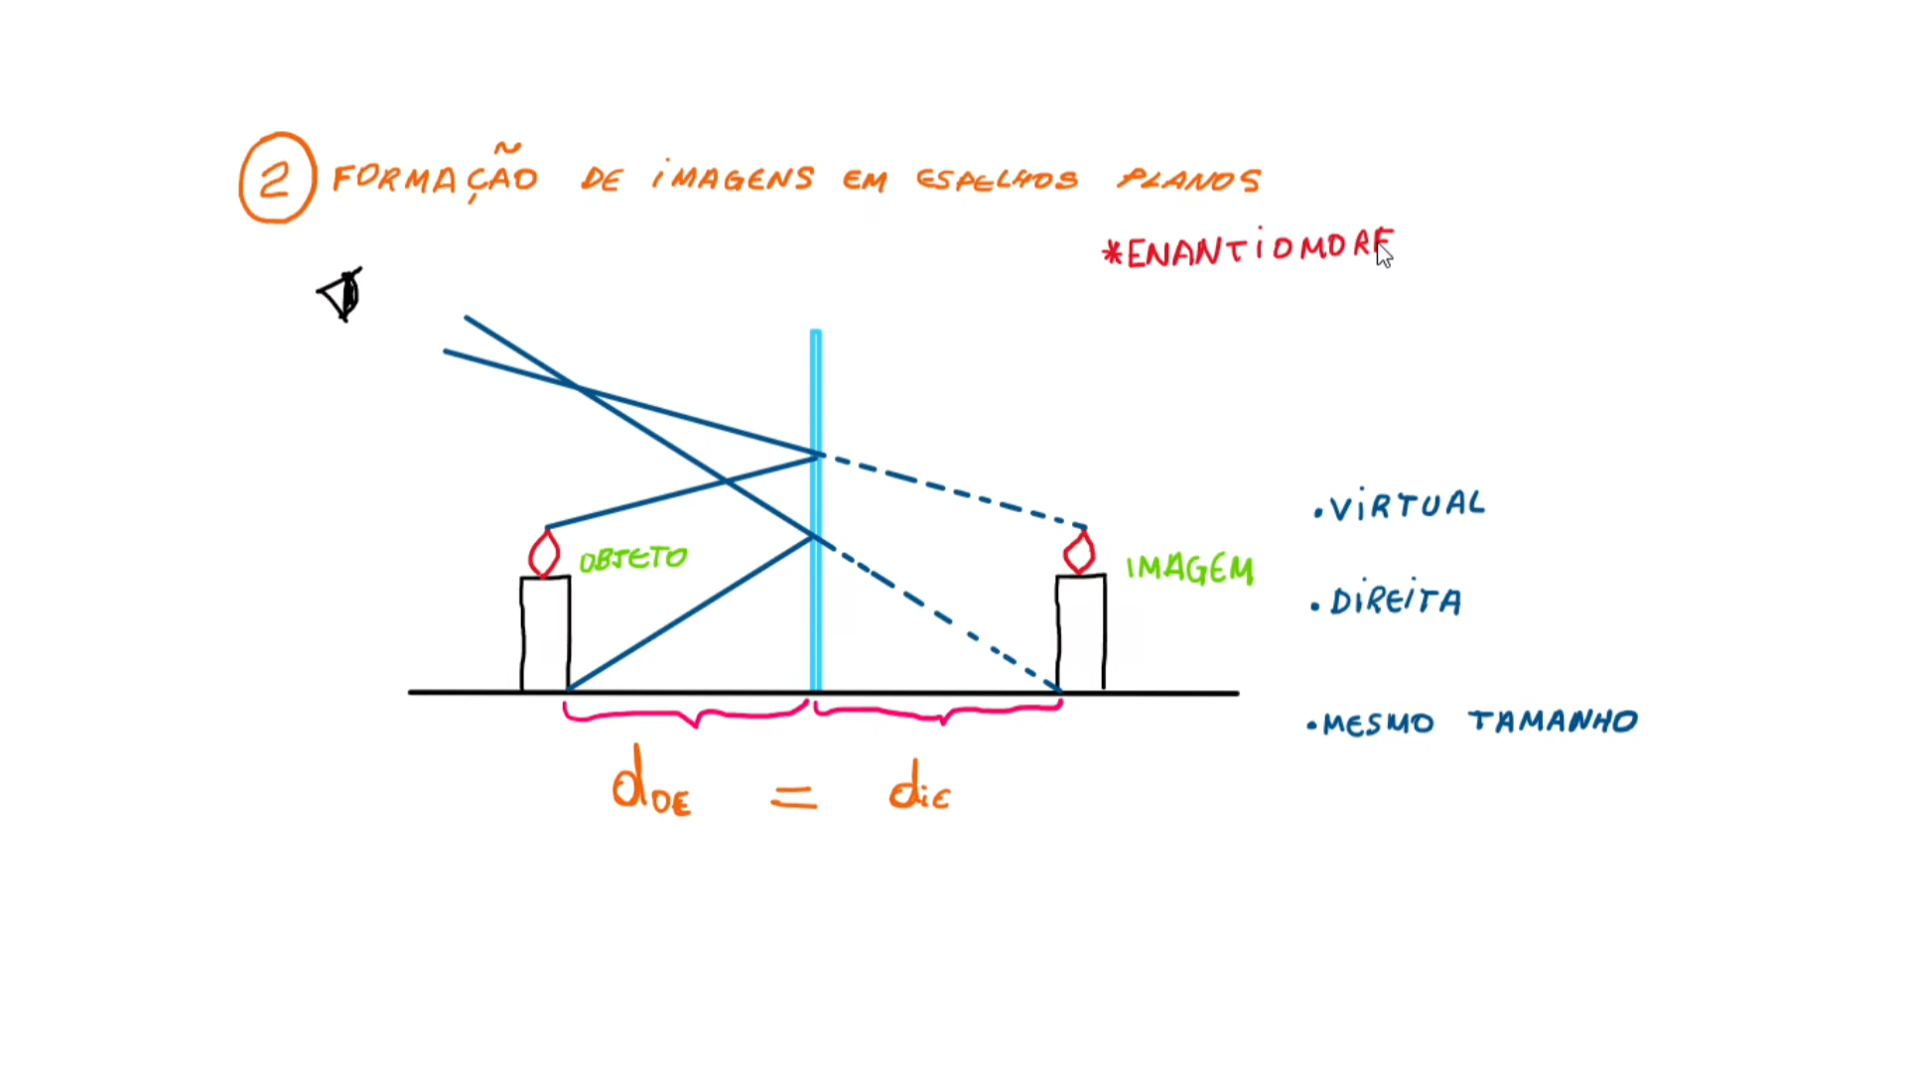 2 FORMAÇÃO DE IMAGENS EM ESPELHOS PLANOS
*ENANTIOMORF
OBJETO
IMAGEM
•VIRTUAL
•DIREITA
•MESMO TAMANHO
dOE = diE